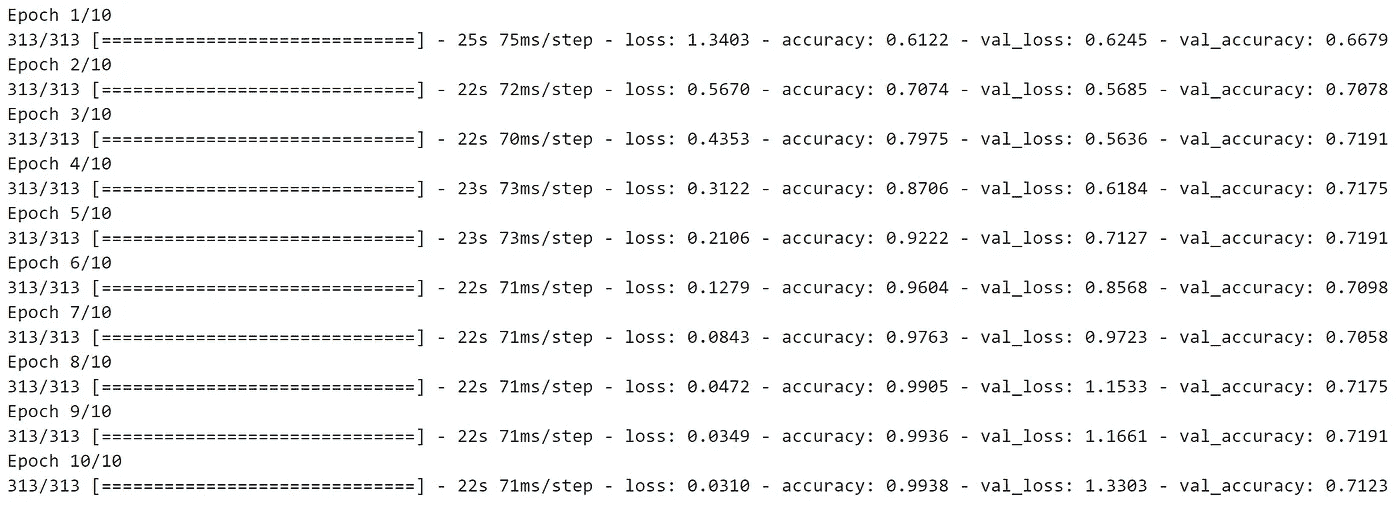 Epoch 1/10
313/313 [==============================] - 25s 75ms/step - loss: 1.3403 - accuracy: 0.6122 - val_loss: 0.6245 - val_accuracy: 0.6679
Epoch 2/10
313/313 [==============================] - 22s 72ms/step - loss: 0.5670 - accuracy: 0.7074 - val_loss: 0.5685 - val_accuracy: 0.7078
Epoch 3/10
313/313 [==============================] - 22s 70ms/step - loss: 0.4353 - accuracy: 0.7975 - val_loss: 0.5636 - val_accuracy: 0.7191
Epoch 4/10
313/313 [==============================] - 23s 73ms/step - loss: 0.3122 - accuracy: 0.8706 - val_loss: 0.6184 - val_accuracy: 0.7175
Epoch 5/10
313/313 [==============================] - 23s 73ms/step - loss: 0.2106 - accuracy: 0.9222 - val_loss: 0.7127 - val_accuracy: 0.7191
Epoch 6/10
313/313 [==============================] - 22s 71ms/step - loss: 0.1279 - accuracy: 0.9604 - val_loss: 0.8568 - val_accuracy: 0.7098
Epoch 7/10
313/313 [==============================] - 22s 71ms/step - loss: 0.0843 - accuracy: 0.9763 - val_loss: 0.9723 - val_accuracy: 0.7058
Epoch 8/10
313/313 [==============================] - 22s 71ms/step - loss: 0.0472 - accuracy: 0.9905 - val_loss: 1.1533 - val_accuracy: 0.7175
Epoch 9/10
313/313 [==============================] - 22s 71ms/step - loss: 0.0349 - accuracy: 0.9936 - val_loss: 1.1661 - val_accuracy: 0.7191
Epoch 10/10
313/313 [==============================] - 22s 71ms/step - loss: 0.0310 - accuracy: 0.9938 - val_loss: 1.3303 - val_accuracy: 0.7123